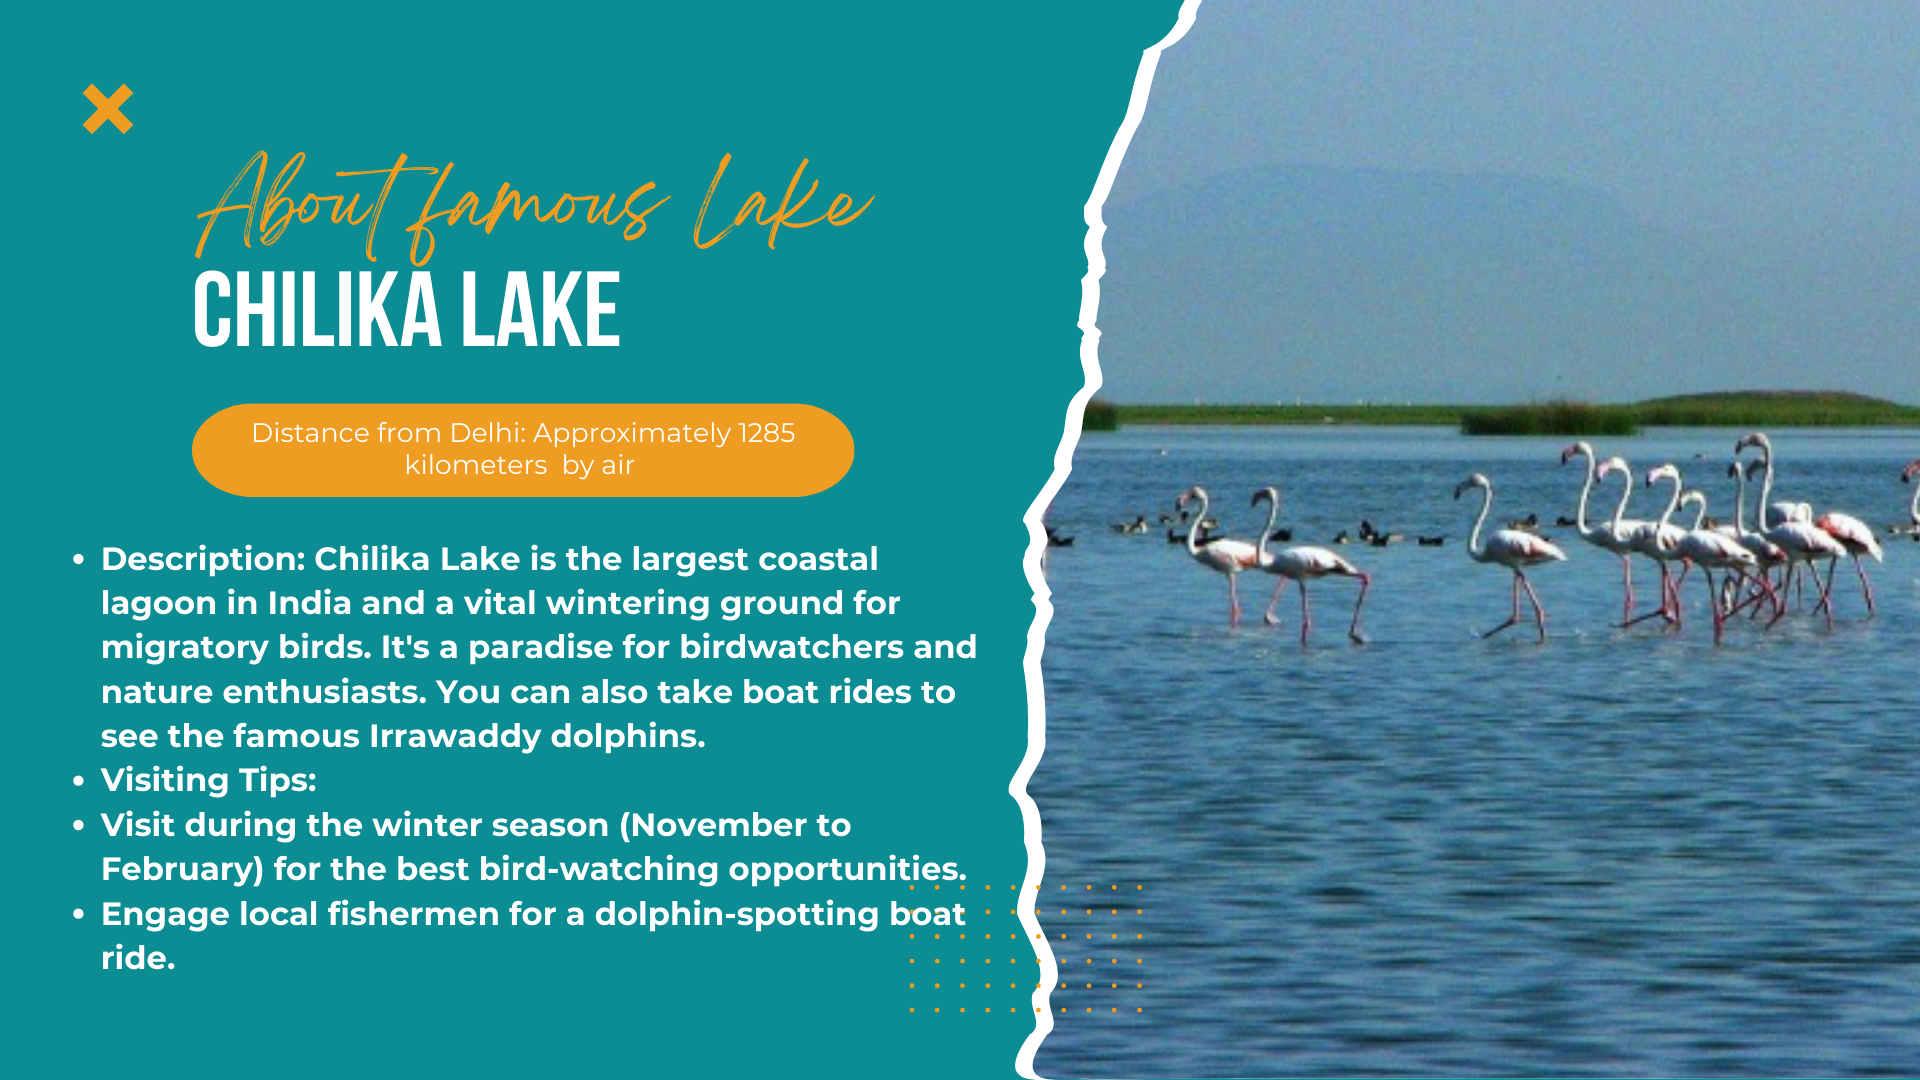 About famous Lake
CHILIKA LAKE
Distance from Delhi: Approximately 1285
kilometers  by air
• Description: Chilika Lake is the largest coastal
lagoon in India and a vital wintering ground for
migratory birds. It's a paradise for birdwatchers and
nature enthusiasts. You can also take boat rides to
see the famous Irrawaddy dolphins.
• Visiting Tips:
• Visit during the winter season (November to
February) for the best bird-watching opportunities.
• Engage local fishermen for a dolphin-spotting boat
ride.